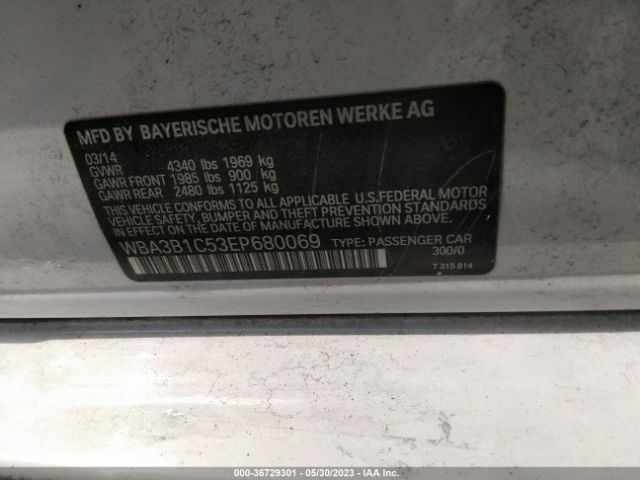 MFD BY BAYERISCHE MOTOREN WERKE AG
03/14
GVWR 4340 lbs 1969 kg
GAWR FRONT 1985 lbs 900 kg
GAWR REAR 2480 lbs 1125 kg
THIS VEHICLE CONFORMS TO ALL APPLICABLE U.S.FEDERAL MOTOR
VEHICLE SAFETY, BUMPER, AND THEFT PREVENTION STANDARDS
IN EFFECT ON THE DATE OF MANUFACTURE SHOWN ABOVE.
WBA3B1C53EP680069 TYPE: PASSENGER CAR
300/0
7 315 814
000-36729301 - 05/30/2023 - IAA Inc.